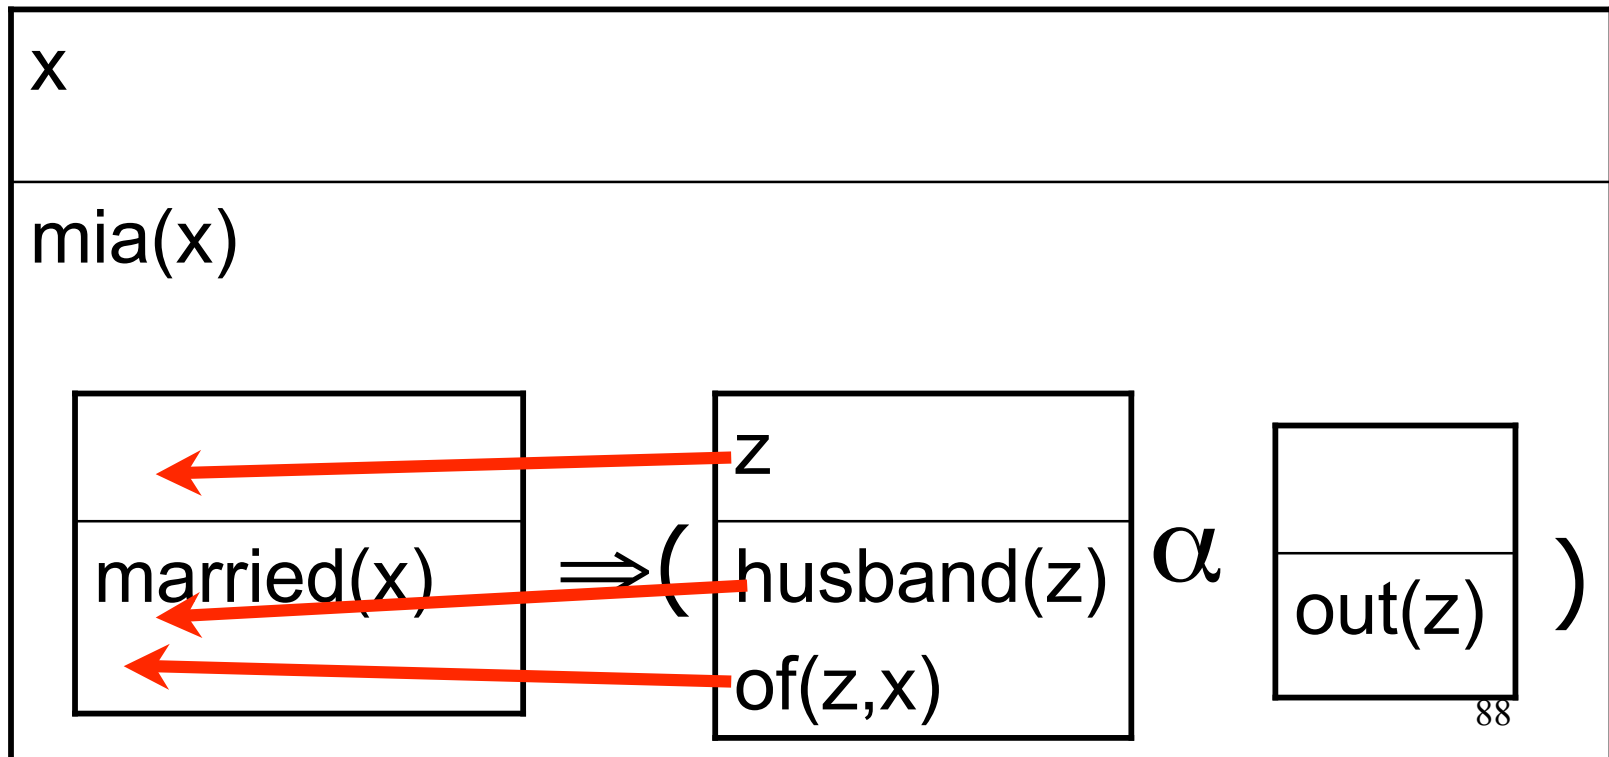 x
mia(x)
z
married(x) ⇒ ( husband(z) α out(z) )
of(z,x)
88